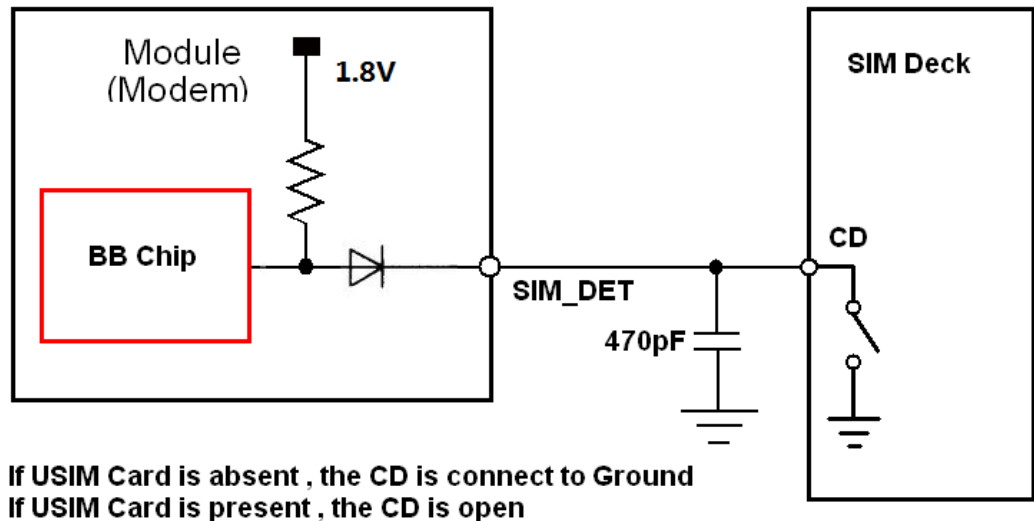 Module
(Modem)
1.8V
SIM Deck
BB Chip
CD
SIM_DET
470pF
If USIM Card is absent , the CD is connect to Ground
If USIM Card is present , the CD is open